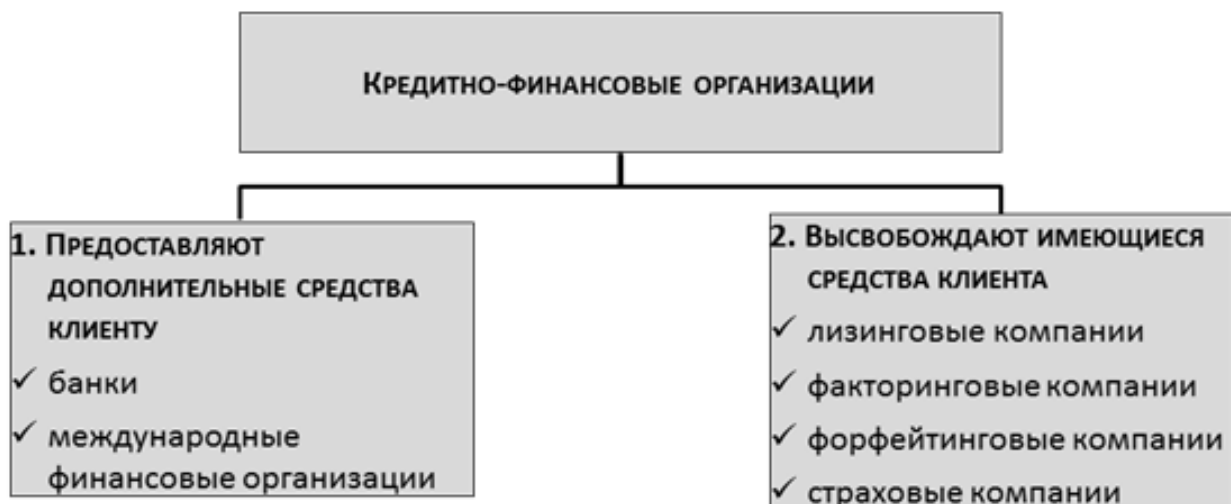 Кредитно-финансовые организации
1. Предоставляют
дополнительные средства
клиенту
✓ банки
✓ международные
финансовые организации
2. Высвобождают имеющиеся
средства клиента
✓ лизинговые компании
✓ факторинговые компании
✓ форфейтинговые компании
✓ страховые компании